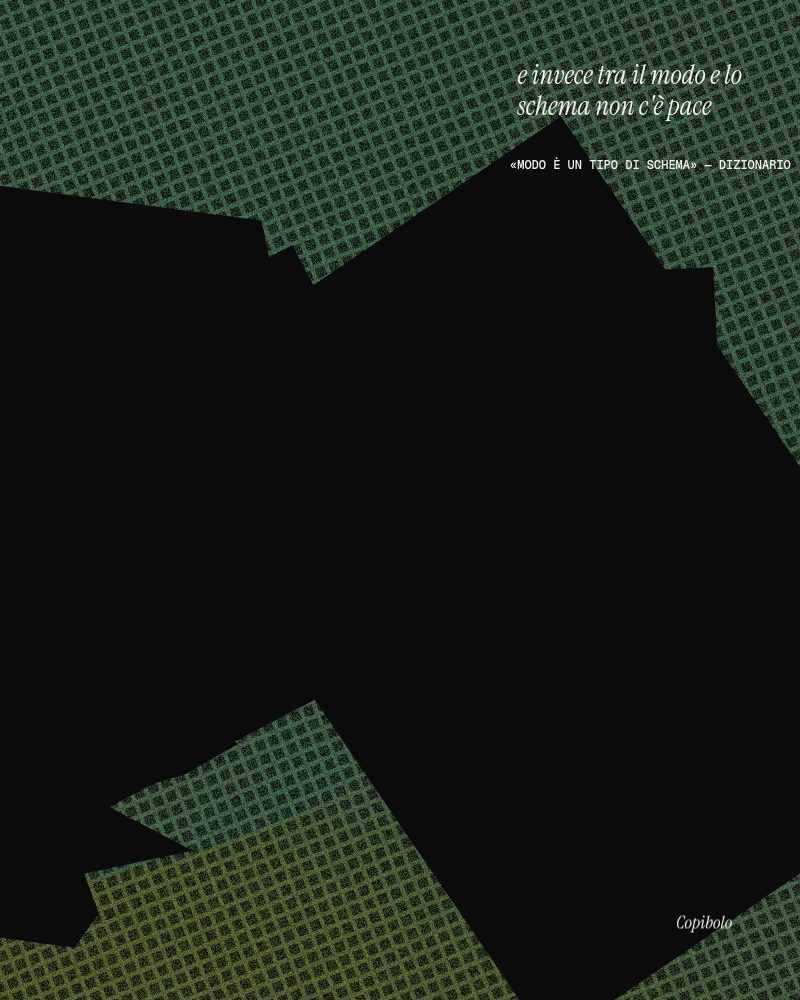 e invece tra il modo e lo
schema non c'è pace
«MODO È UN TIPO DI SCHEMA» — DIZIONARIO
Copibolo